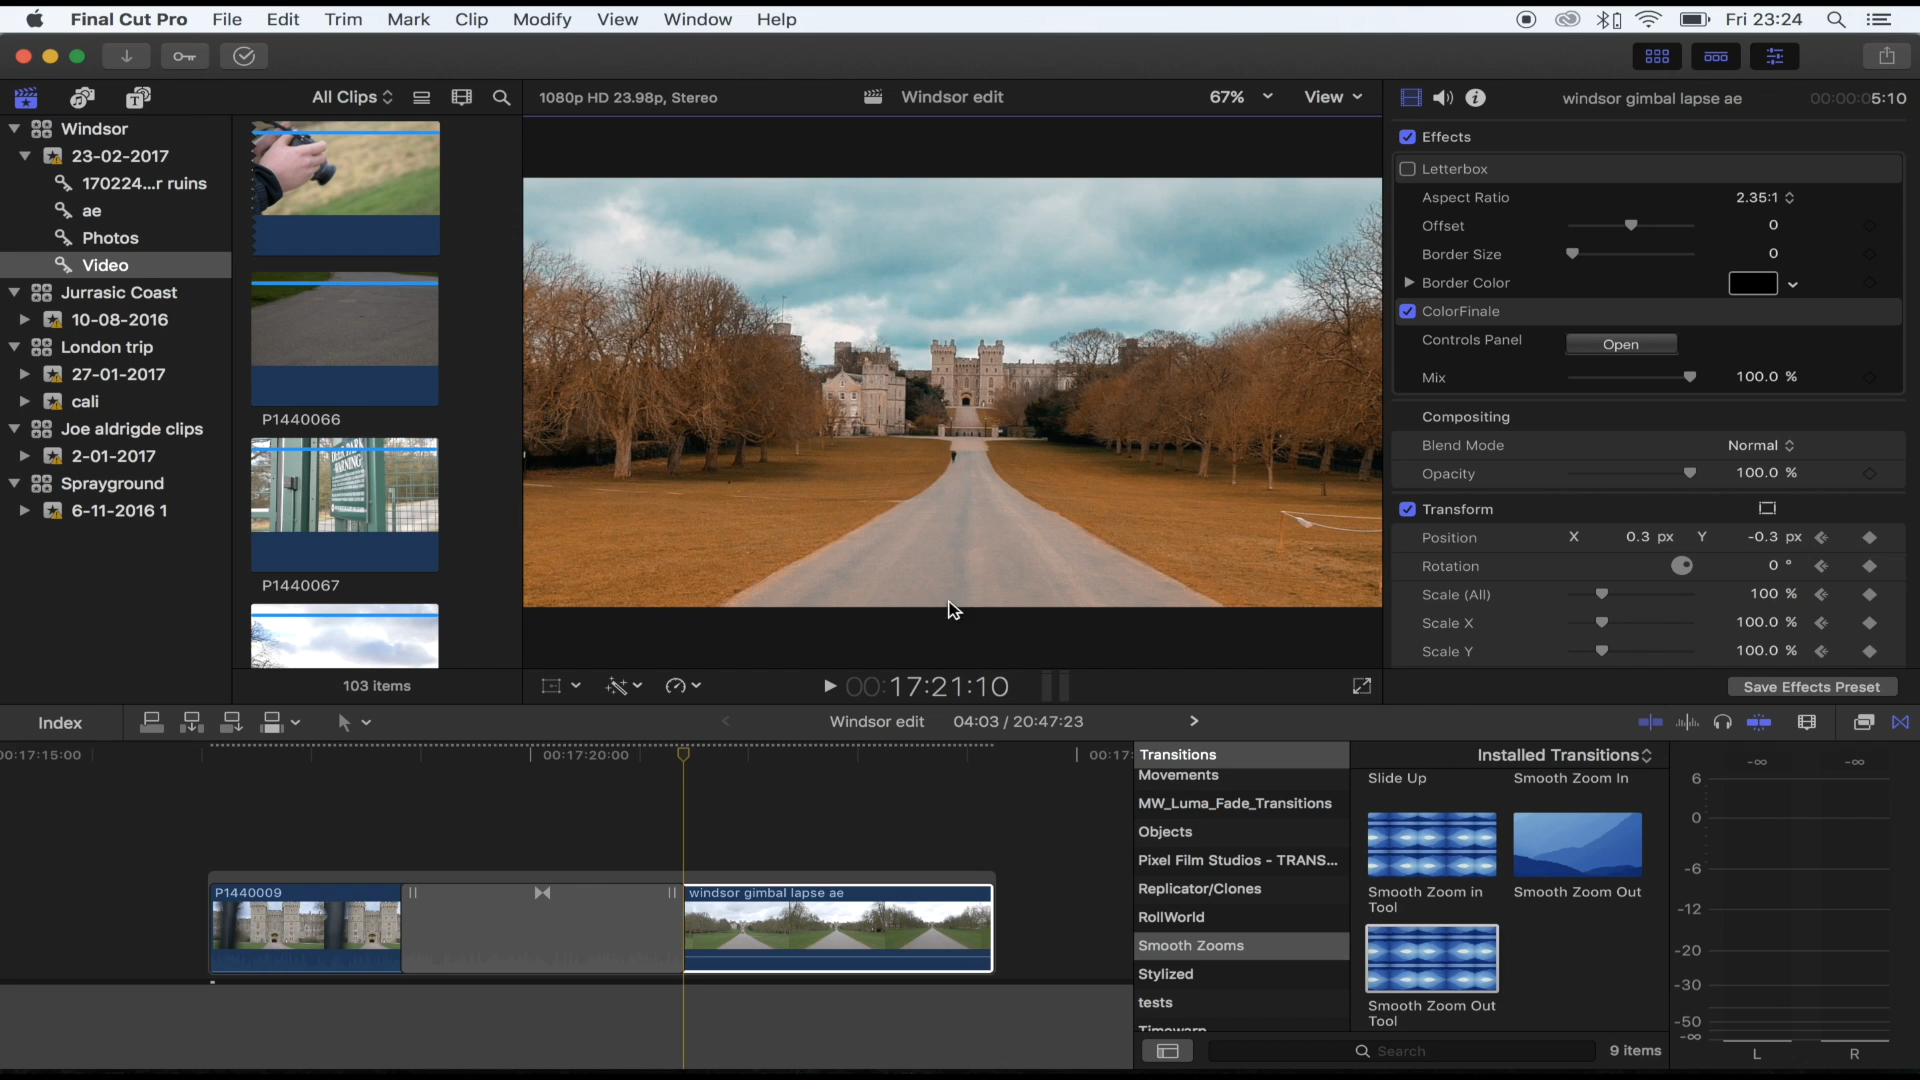 Final Cut Pro File Edit Trim Mark Clip Modify View Window Help Fri 23:24
All Clips
1080p HD 23.98p, Stereo Windsor edit 67% View
windsor gimbal lapse ae 00:00:05:10
Windsor
23-02-2017
170224...r ruins
ae
Photos
Video
Jurrasic Coast
10-08-2016
London trip
27-01-2017
cali
Joe aldrigde clips
2-01-2017
Sprayground
6-11-2016 1
P1440066
WARNING
P1440067
103 items
Effects
Letterbox
Aspect Ratio 2.35:1
Offset 0
Border Size 0
Border Color
ColorFinale
Controls Panel Open
Mix 100.0 %
Compositing
Blend Mode Normal
Opacity 100.0 %
Transform
Position X 0.3 px Y -0.3 px
Rotation 0 °
Scale (All) 100 %
Scale X 100.0 %
Scale Y 100.0 %
00:17:21:10
Save Effects Preset
Index
Windsor edit 04:03 / 20:47:23
00:17:15:00 00:17:20:00 00:17:
P1440009
windsor gimbal lapse ae
Transitions
Movements
MW_Luma_Fade_Transitions
Objects
Pixel Film Studios - TRANS...
Replicator/Clones
RollWorld
Smooth Zooms
Stylized
tests
Timewarp
Installed Transitions
Slide Up Smooth Zoom In
Smooth Zoom in Tool
Smooth Zoom Out
Smooth Zoom Out Tool
Search 9 items
-∞ -∞
6
0
-6
-12
-20
-30
-50
-∞
L R